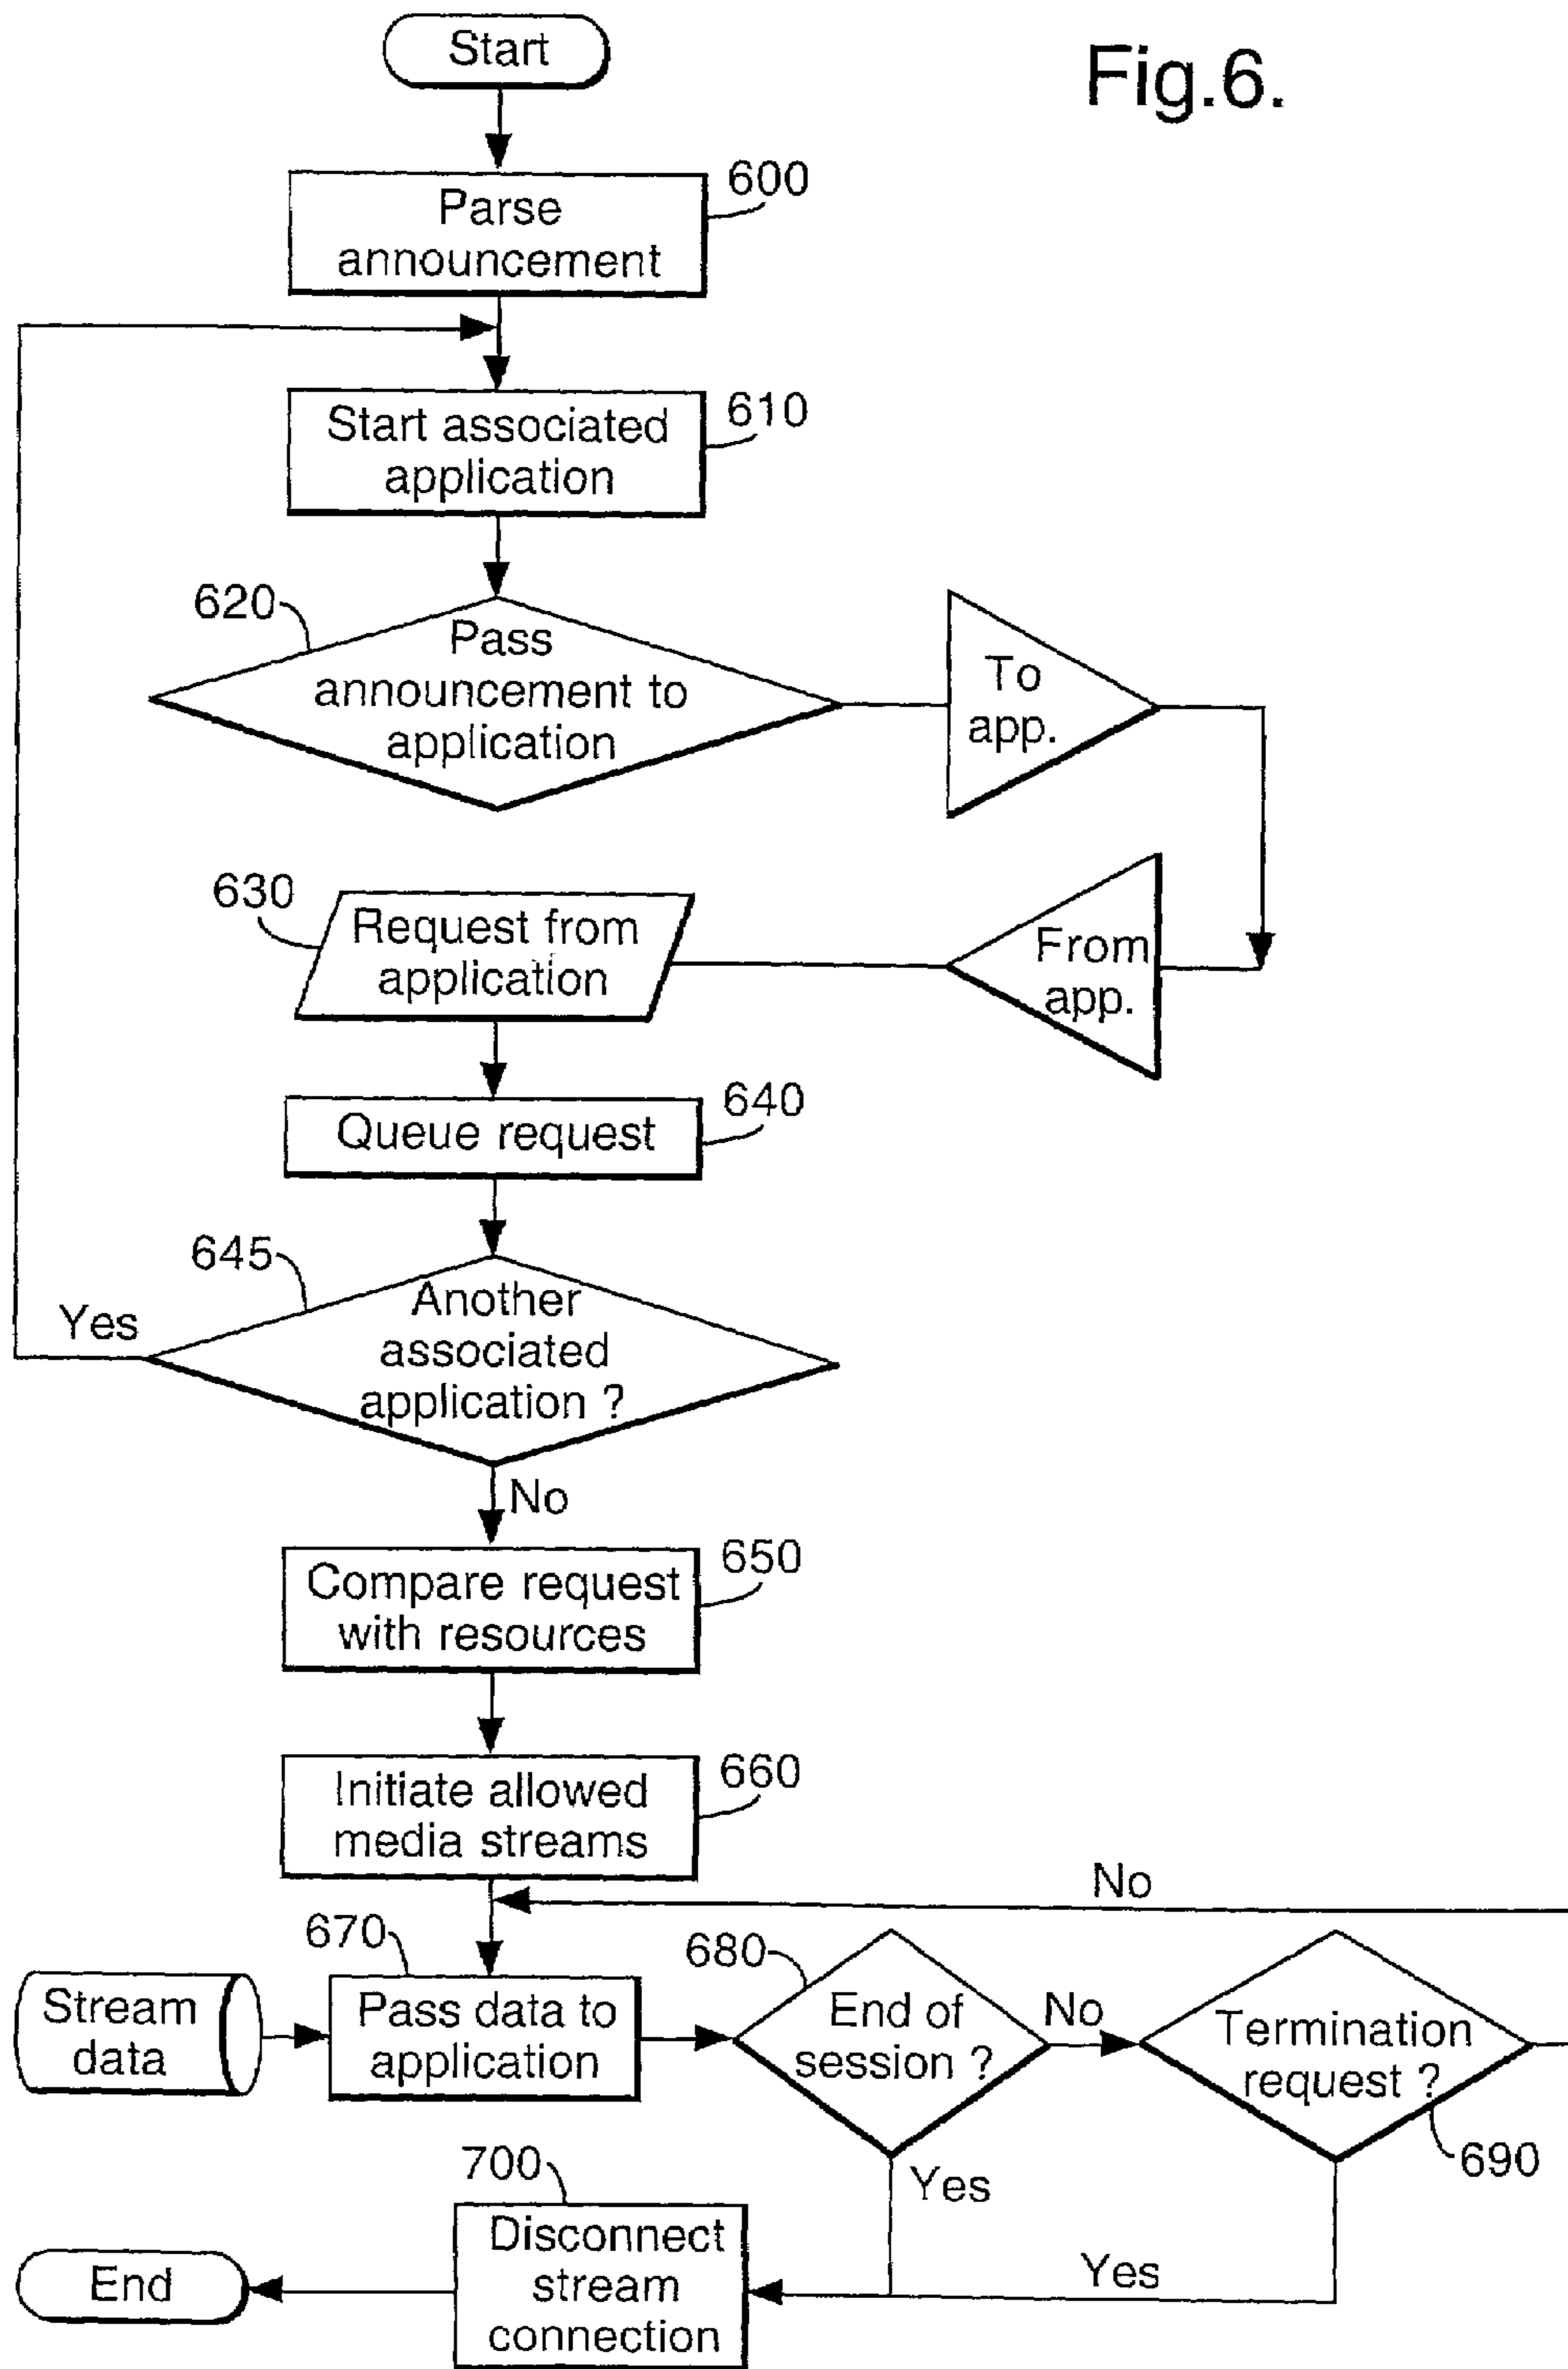 Start
Fig.6.
600
Parse
announcement
610
Start associated
application
620
Pass
announcement to
application
To
app.
630
Request from
application
From
app.
640
Queue request
645
Yes
Another
associated
application ?
No
650
Compare request
with resources
660
Initiate allowed
media streams
No
670
680
Stream
data
Pass data to
application
End of
session ?
No
Termination
request ?
690
700
Yes
Disconnect
stream
connection
Yes
End